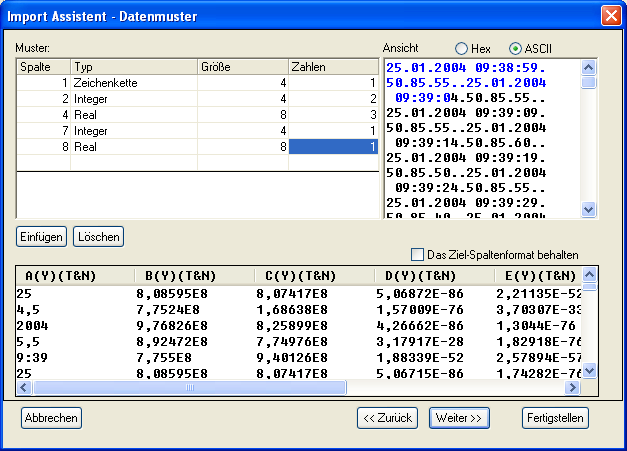 Import Assistent - Datenmuster
Muster:
Ansicht Hex ASCII
Spalte Typ Größe Zahlen
1 Zeichenkette 4 1
2 Integer 4 2
4 Real 8 3
7 Integer 4 1
8 Real 8 1
25.01.2004 09:38:59.
50.85.55..25.01.2004
09:39:04.50.85.55..
25.01.2004 09:39:09.
50.85.55..25.01.2004
09:39:14.50.85.60..
25.01.2004 09:39:19.
50.85.50..25.01.2004
09:39:24.50.85.55..
25.01.2004 09:39:29.
50.85.40..25.01.2004
Einfügen Löschen
Das Ziel-Spaltenformat behalten
A(Y)(T&N) B(Y)(T&N) C(Y)(T&N) D(Y)(T&N) E(Y)(T&N)
25 8,08595E8 8,07417E8 5,06872E-86 2,21135E-52
4,5 7,7524E8 1,68638E8 1,57009E-76 3,70307E-33
2004 9,76826E8 8,25899E8 4,26662E-86 1,3044E-76
5,5 8,92472E8 7,74976E8 3,17917E-28 1,82918E-76
9:39 7,755E8 9,40126E8 1,88339E-52 2,57894E-57
25 8,08595E8 8,07417E8 5,06715E-86 1,74282E-76
Abbrechen << Zurück Weiter >> Fertigstellen